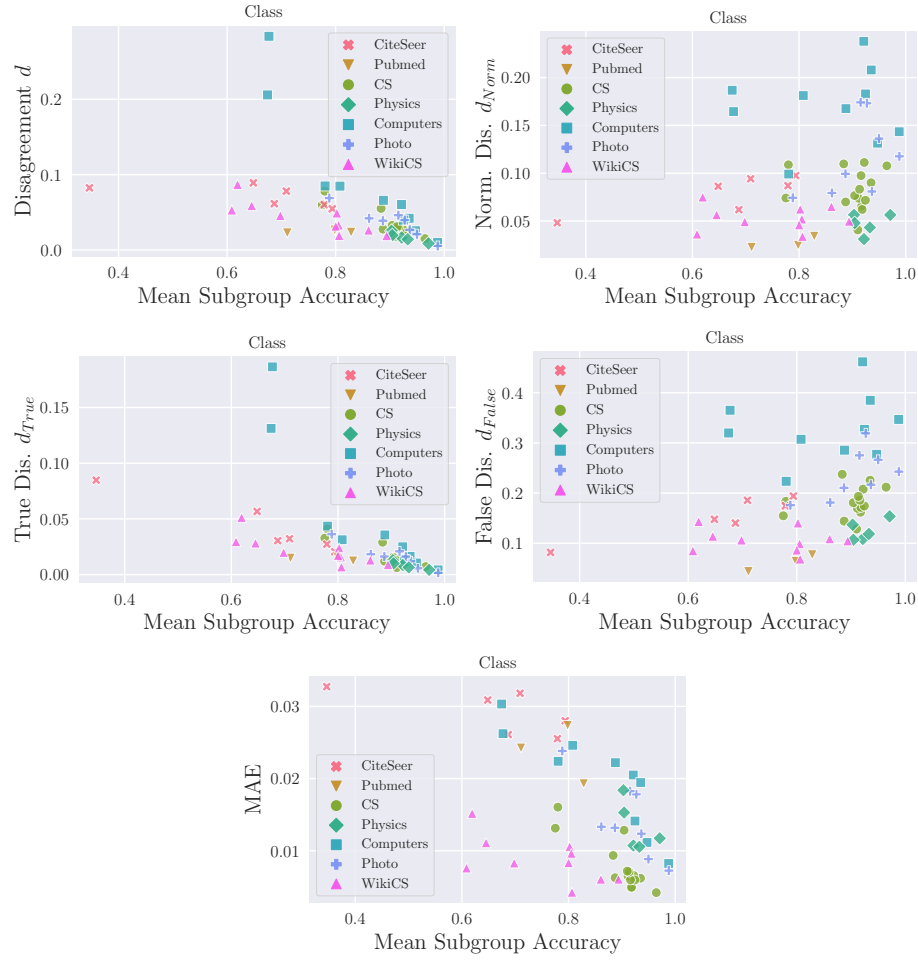 Class
Disagreement d
0.2
0.1
0.0
CiteSeer
Pubmed
CS
Physics
Computers
Photo
WikiCS
0.4
0.6
0.8
1.0
Mean Subgroup Accuracy
Class
Norm. Dis. d_Norm
0.20
0.15
0.10
0.05
CiteSeer
Pubmed
CS
Physics
Computers
Photo
WikiCS
0.4
0.6
0.8
1.0
Mean Subgroup Accuracy
Class
True Dis. d_True
0.15
0.10
0.05
0.00
CiteSeer
Pubmed
CS
Physics
Computers
Photo
WikiCS
0.4
0.6
0.8
1.0
Mean Subgroup Accuracy
Class
False Dis. d_False
0.4
0.3
0.2
0.1
CiteSeer
Pubmed
CS
Physics
Computers
Photo
WikiCS
0.4
0.6
0.8
1.0
Mean Subgroup Accuracy
Class
MAE
0.03
0.02
0.01
CiteSeer
Pubmed
CS
Physics
Computers
Photo
WikiCS
0.4
0.6
0.8
1.0
Mean Subgroup Accuracy